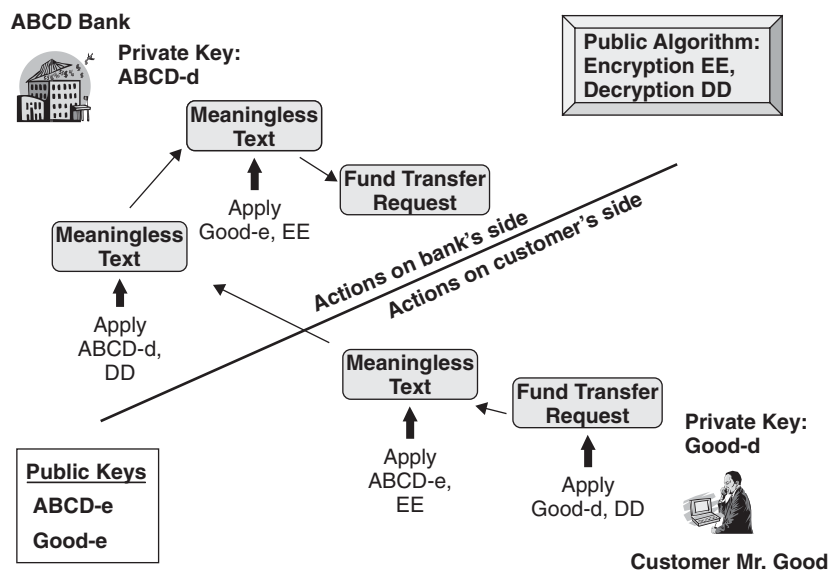 ABCD Bank
Private Key:
ABCD-d
Public Algorithm:
Encryption EE,
Decryption DD
Meaningless
Text
Fund Transfer
Request
Apply
Good-e, EE
Meaningless
Text
Apply
ABCD-d,
DD
Actions on bank's side
Actions on customer's side
Meaningless
Text
Fund Transfer
Request
Apply
ABCD-e,
EE
Apply
Good-d, DD
Private Key:
Good-d
Customer Mr. Good
Public Keys
ABCD-e
Good-e